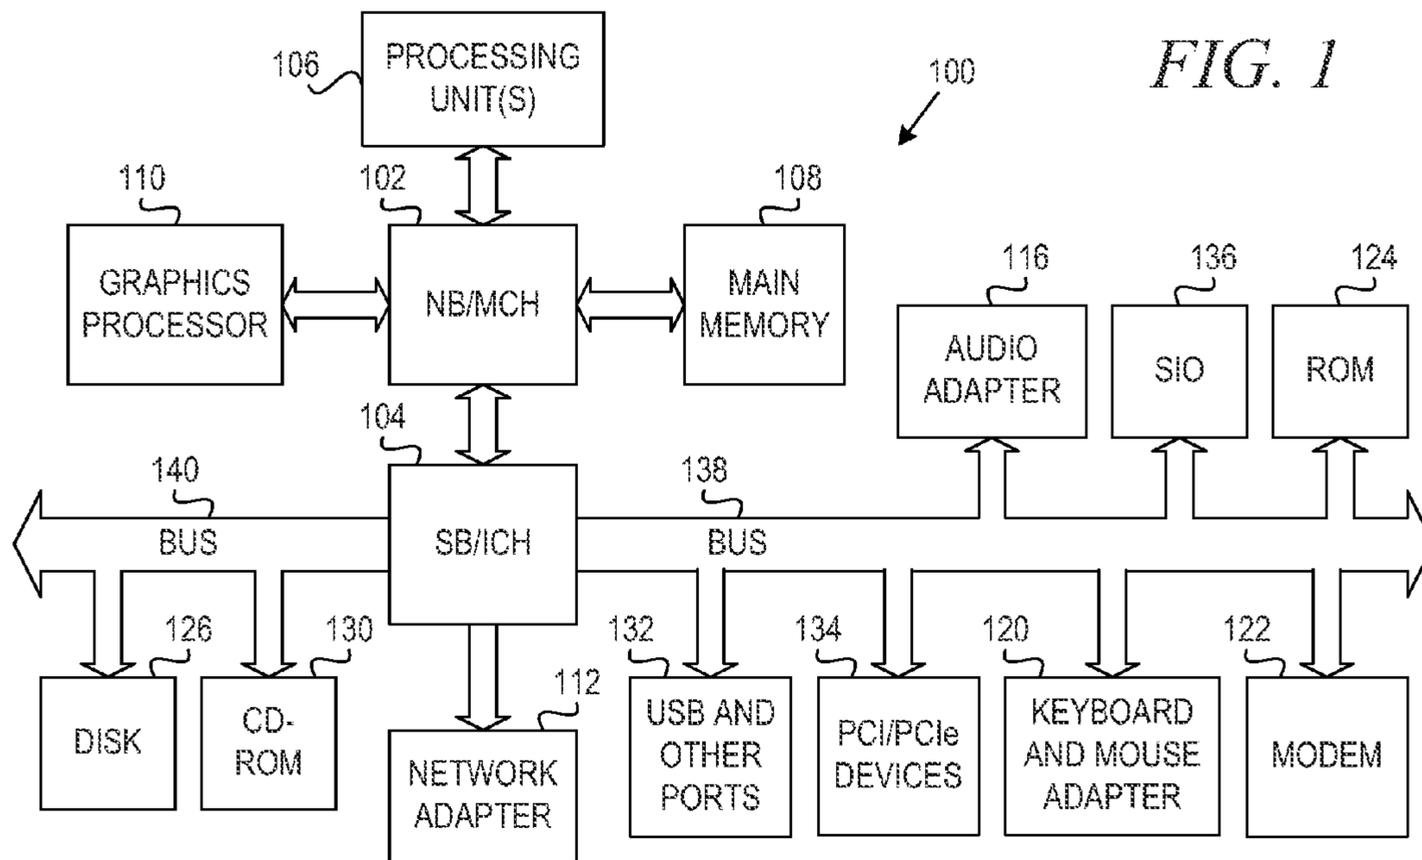 FIG. 1
100
106
PROCESSING
UNIT(S)
110
102
108
GRAPHICS
PROCESSOR
NB/MCH
MAIN
MEMORY
116
136
124
AUDIO
ADAPTER
SIO
ROM
104
140
138
BUS
SB/ICH
BUS
126
130
112
132
134
120
122
DISK
CD-
ROM
NETWORK
ADAPTER
USB AND
OTHER
PORTS
PCI/PCIe
DEVICES
KEYBOARD
AND MOUSE
ADAPTER
MODEM